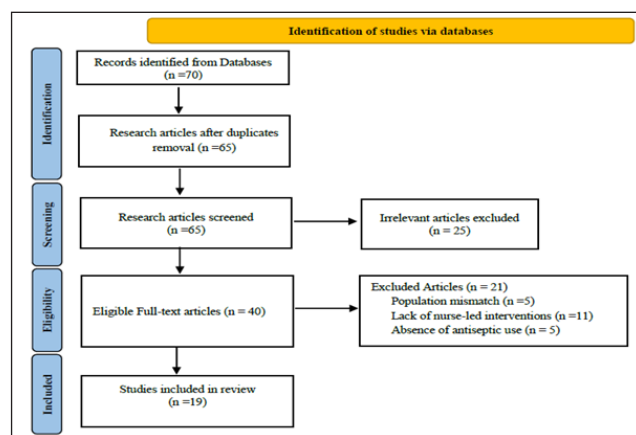 Identification of studies via databases
Identification
Records identified from Databases
(n =70)
Research articles after duplicates
removal (n =65)
Screening
Research articles screened
(n =65)
Irrelevant articles excluded
(n = 25)
Eligibility
Eligible Full-text articles (n = 40)
Excluded Articles (n = 21)
Population mismatch (n =5)
Lack of nurse-led interventions (n =11)
Absence of antiseptic use (n = 5)
Included
Studies included in review
(n =19)